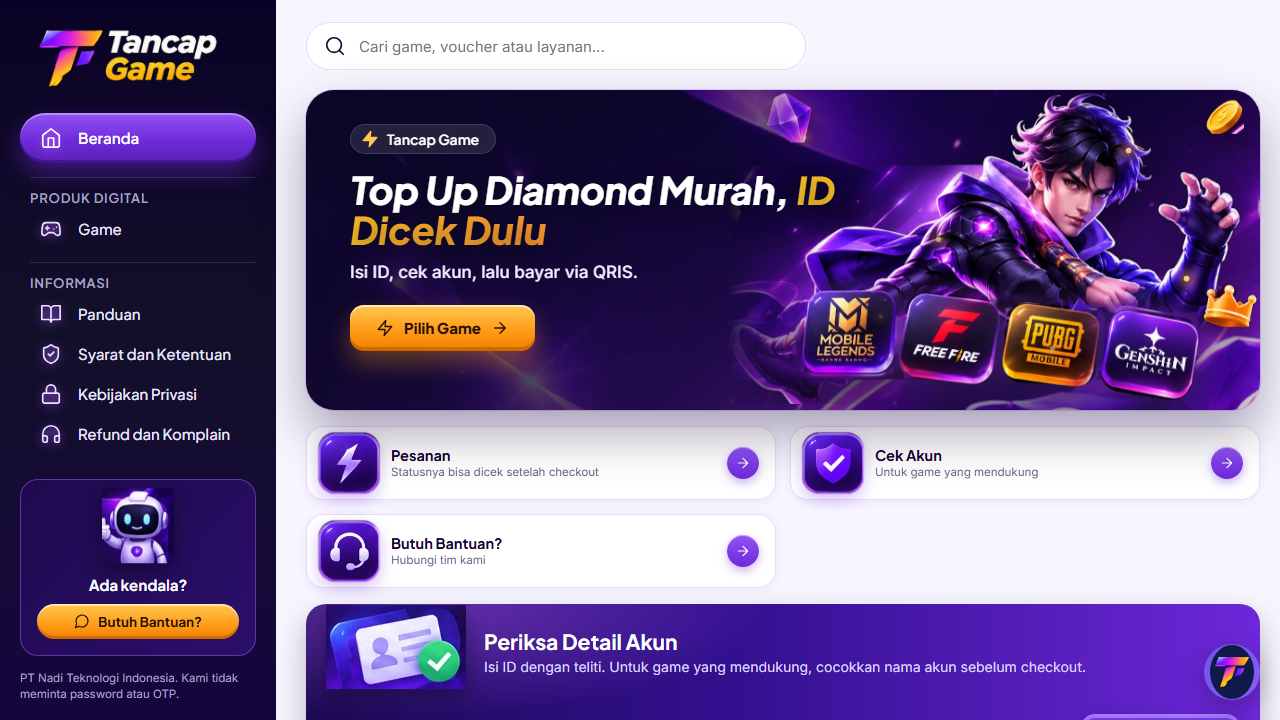 Tancap
Game
Beranda
PRODUK DIGITAL
Game
INFORMASI
Panduan
Syarat dan Ketentuan
Kebijakan Privasi
Refund dan Komplain
Ada kendala?
Butuh Bantuan?
PT Nadi Teknologi Indonesia. Kami tidak
meminta password atau OTP.
Cari game, voucher atau layanan...
Tancap Game
Top Up Diamond Murah, ID
Dicek Dulu
Isi ID, cek akun, lalu bayar via QRIS.
Pilih Game
MOBILE
LEGENDS
BANG BANG
FREE FIRE
PUBG
MOBILE
GENSHIN
IMPACT
Pesanan
Statusnya bisa dicek setelah checkout
Cek Akun
Untuk game yang mendukung
Butuh Bantuan?
Hubungi tim kami
Periksa Detail Akun
Isi ID dengan teliti. Untuk game yang mendukung, cocokkan nama akun sebelum checkout.